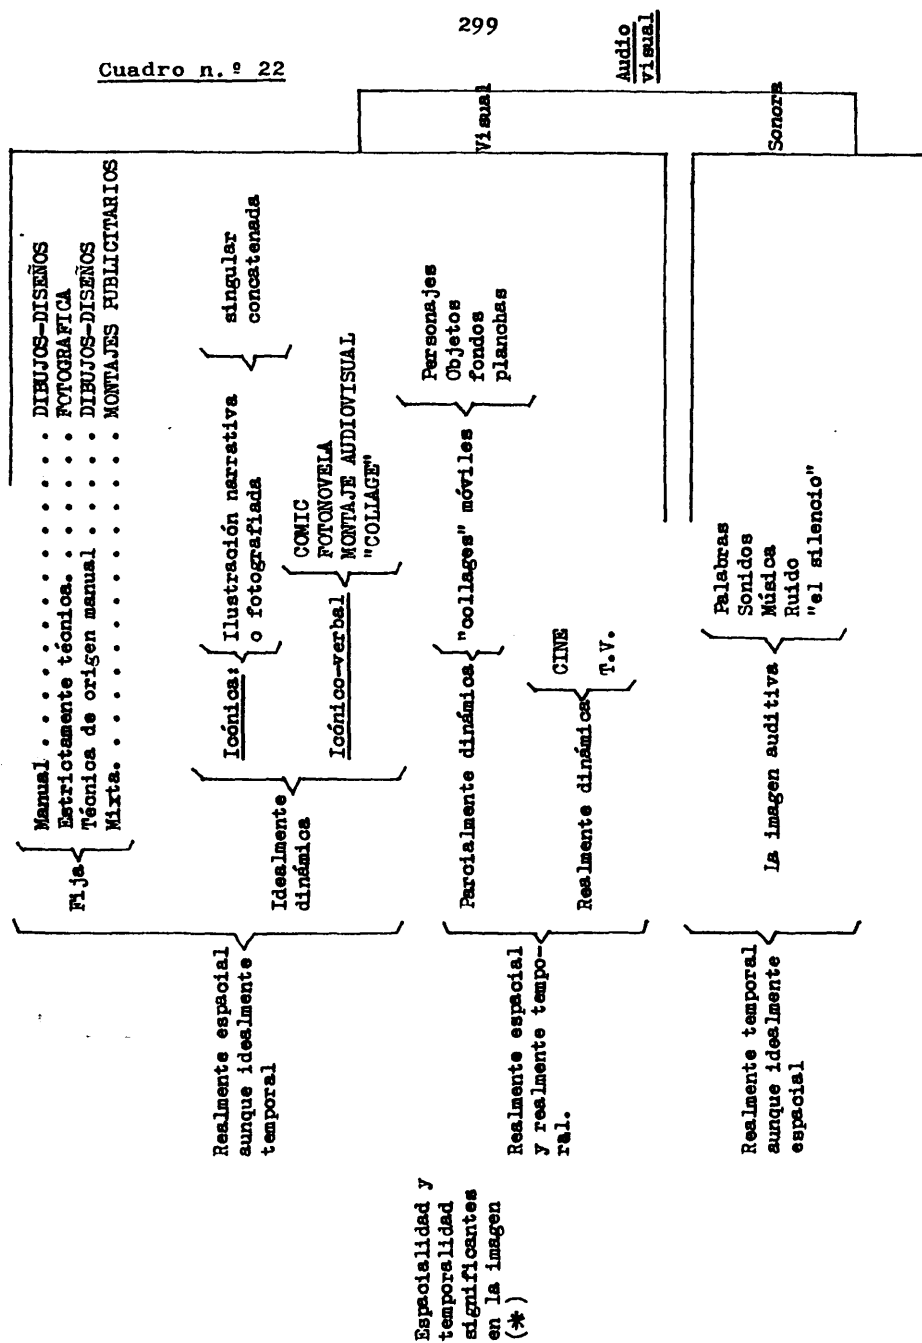 299
Cuadro n.º 22
Espacialidad y
temporalidad
significantes
en la imagen
(*)
Realmente espacial
aunque idealmente
temporal
Fija
Manual . . . . . . . . . . . . DIBUJOS-DISEÑOS
Estrictamente técnica. . . . . . FOTOGRAFICA
Técnica de origen manual . . . . DIBUJOS-DISEÑOS
Mixta. . . . . . . . . . . . . MONTAJES PUBLICITARIOS
Idealmente
dinámica
Icónica:
Ilustración narrativa
o fotografiada
singular
concatenada
Icónico-verbal
COMIC
FOTONOVELA
MONTAJE AUDIOVISUAL
"COLLAGE"
Realmente espacial
y realmente tempo-
ral.
Parcialmente dinámica
"collages" móviles
Personajes
Objetos
fondos
planchas
Realmente dinámica
CINE
T.V.
Realmente temporal
aunque idealmente
espacial
La imagen auditiva
Palabras
Sonidos
Música
Ruido
"el silencio"
Visual
Sonora
Audio
visual